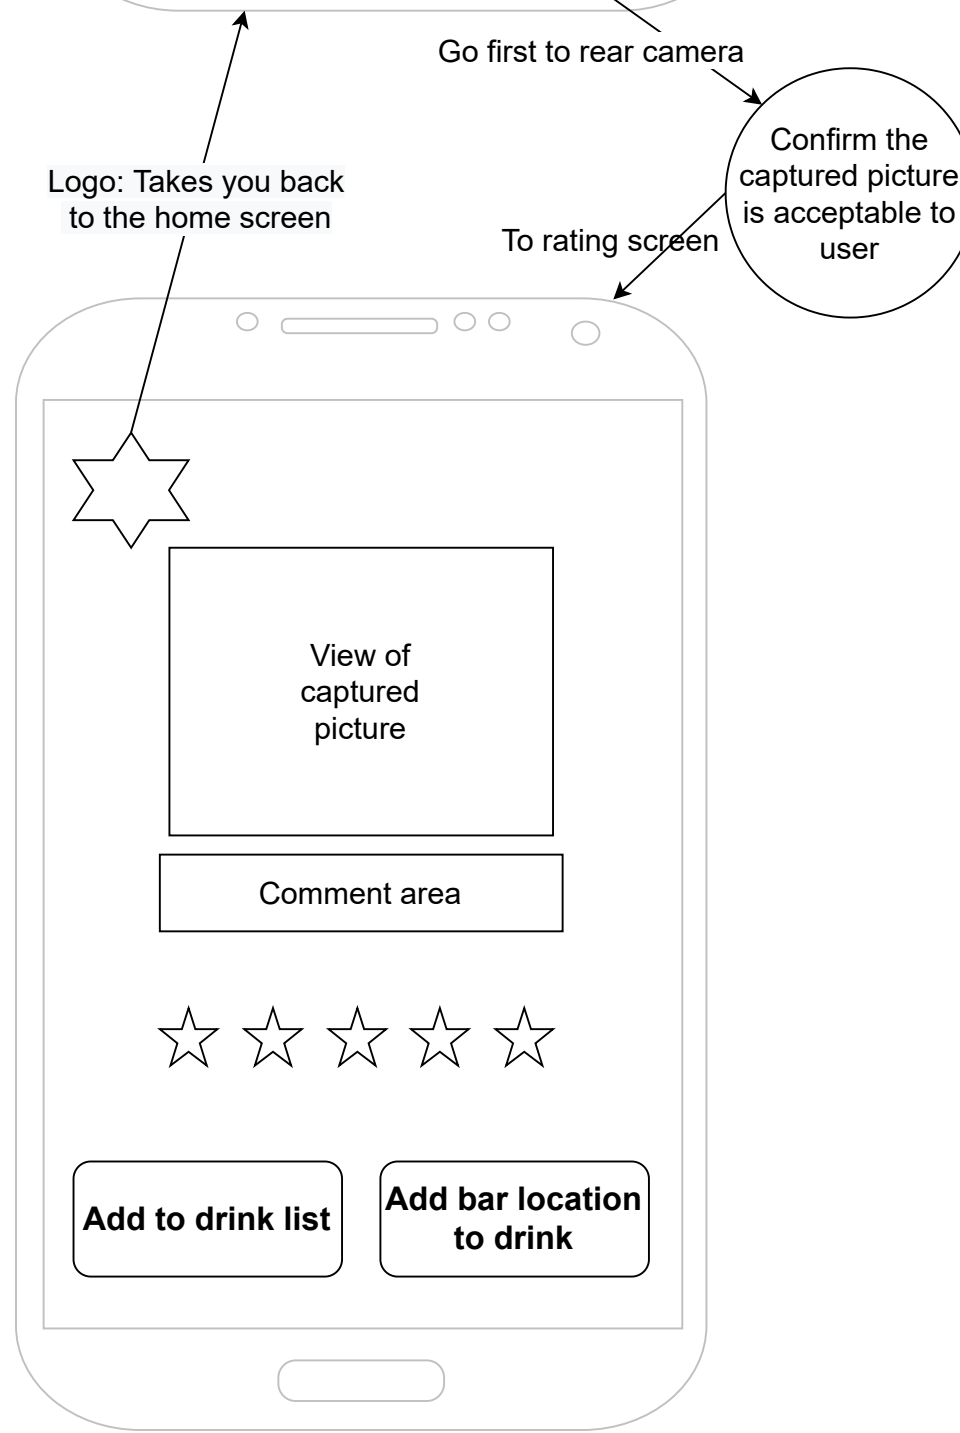 Go first to rear camera
Confirm the
captured picture
is acceptable to
user
Logo: Takes you back
to the home screen
To rating screen
View of
captured
picture
Comment area
Add to drink list
Add bar location
to drink